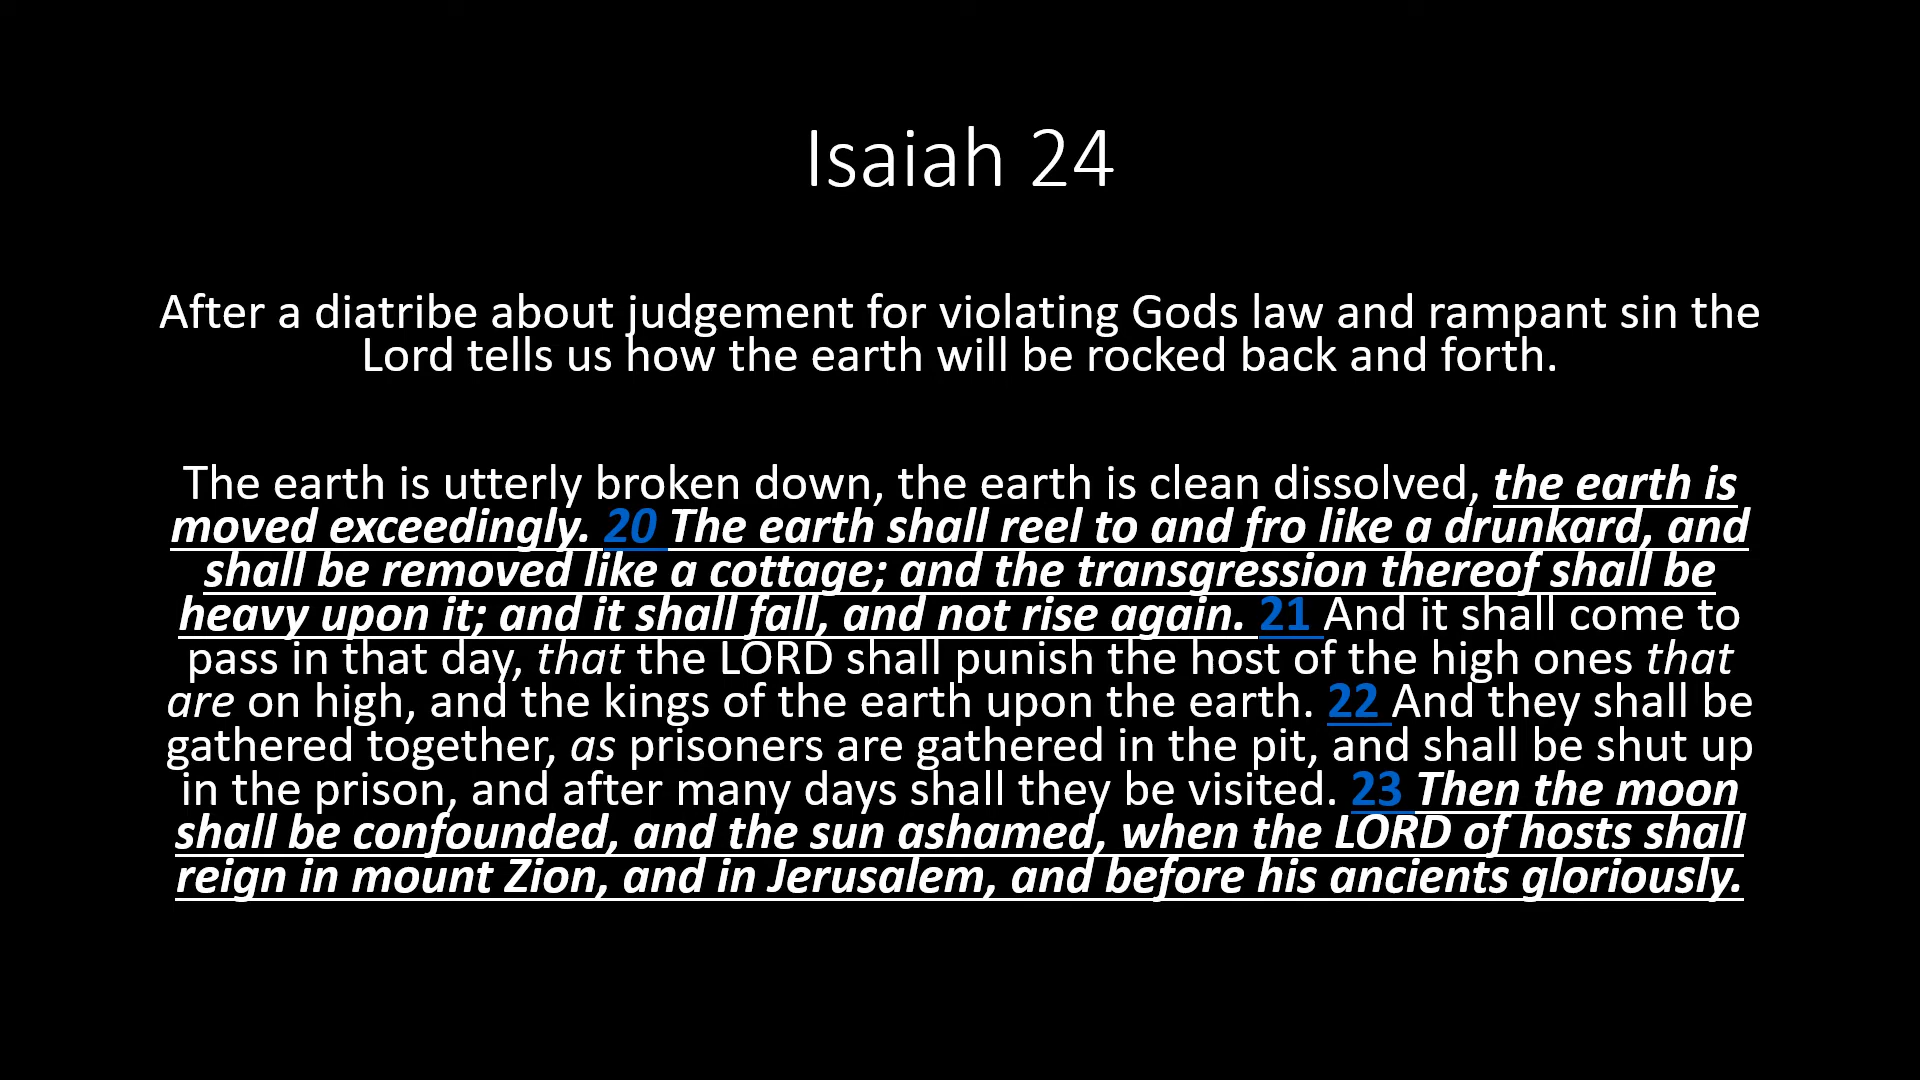 Isaiah 24
After a diatribe about judgement for violating Gods law and rampant sin the
Lord tells us how the earth will be rocked back and forth.
The earth is utterly broken down, the earth is clean dissolved, the earth is
moved exceedingly. 20 The earth shall reel to and fro like a drunkard, and
shall be removed like a cottage; and the transgression thereof shall be
heavy upon it; and it shall fall, and not rise again. 21 And it shall come to
pass in that day, that the LORD shall punish the host of the high ones that
are on high, and the kings of the earth upon the earth. 22 And they shall be
gathered together, as prisoners are gathered in the pit, and shall be shut up
in the prison, and after many days shall they be visited. 23 Then the moon
shall be confounded, and the sun ashamed, when the LORD of hosts shall
reign in mount Zion, and in Jerusalem, and before his ancients gloriously.